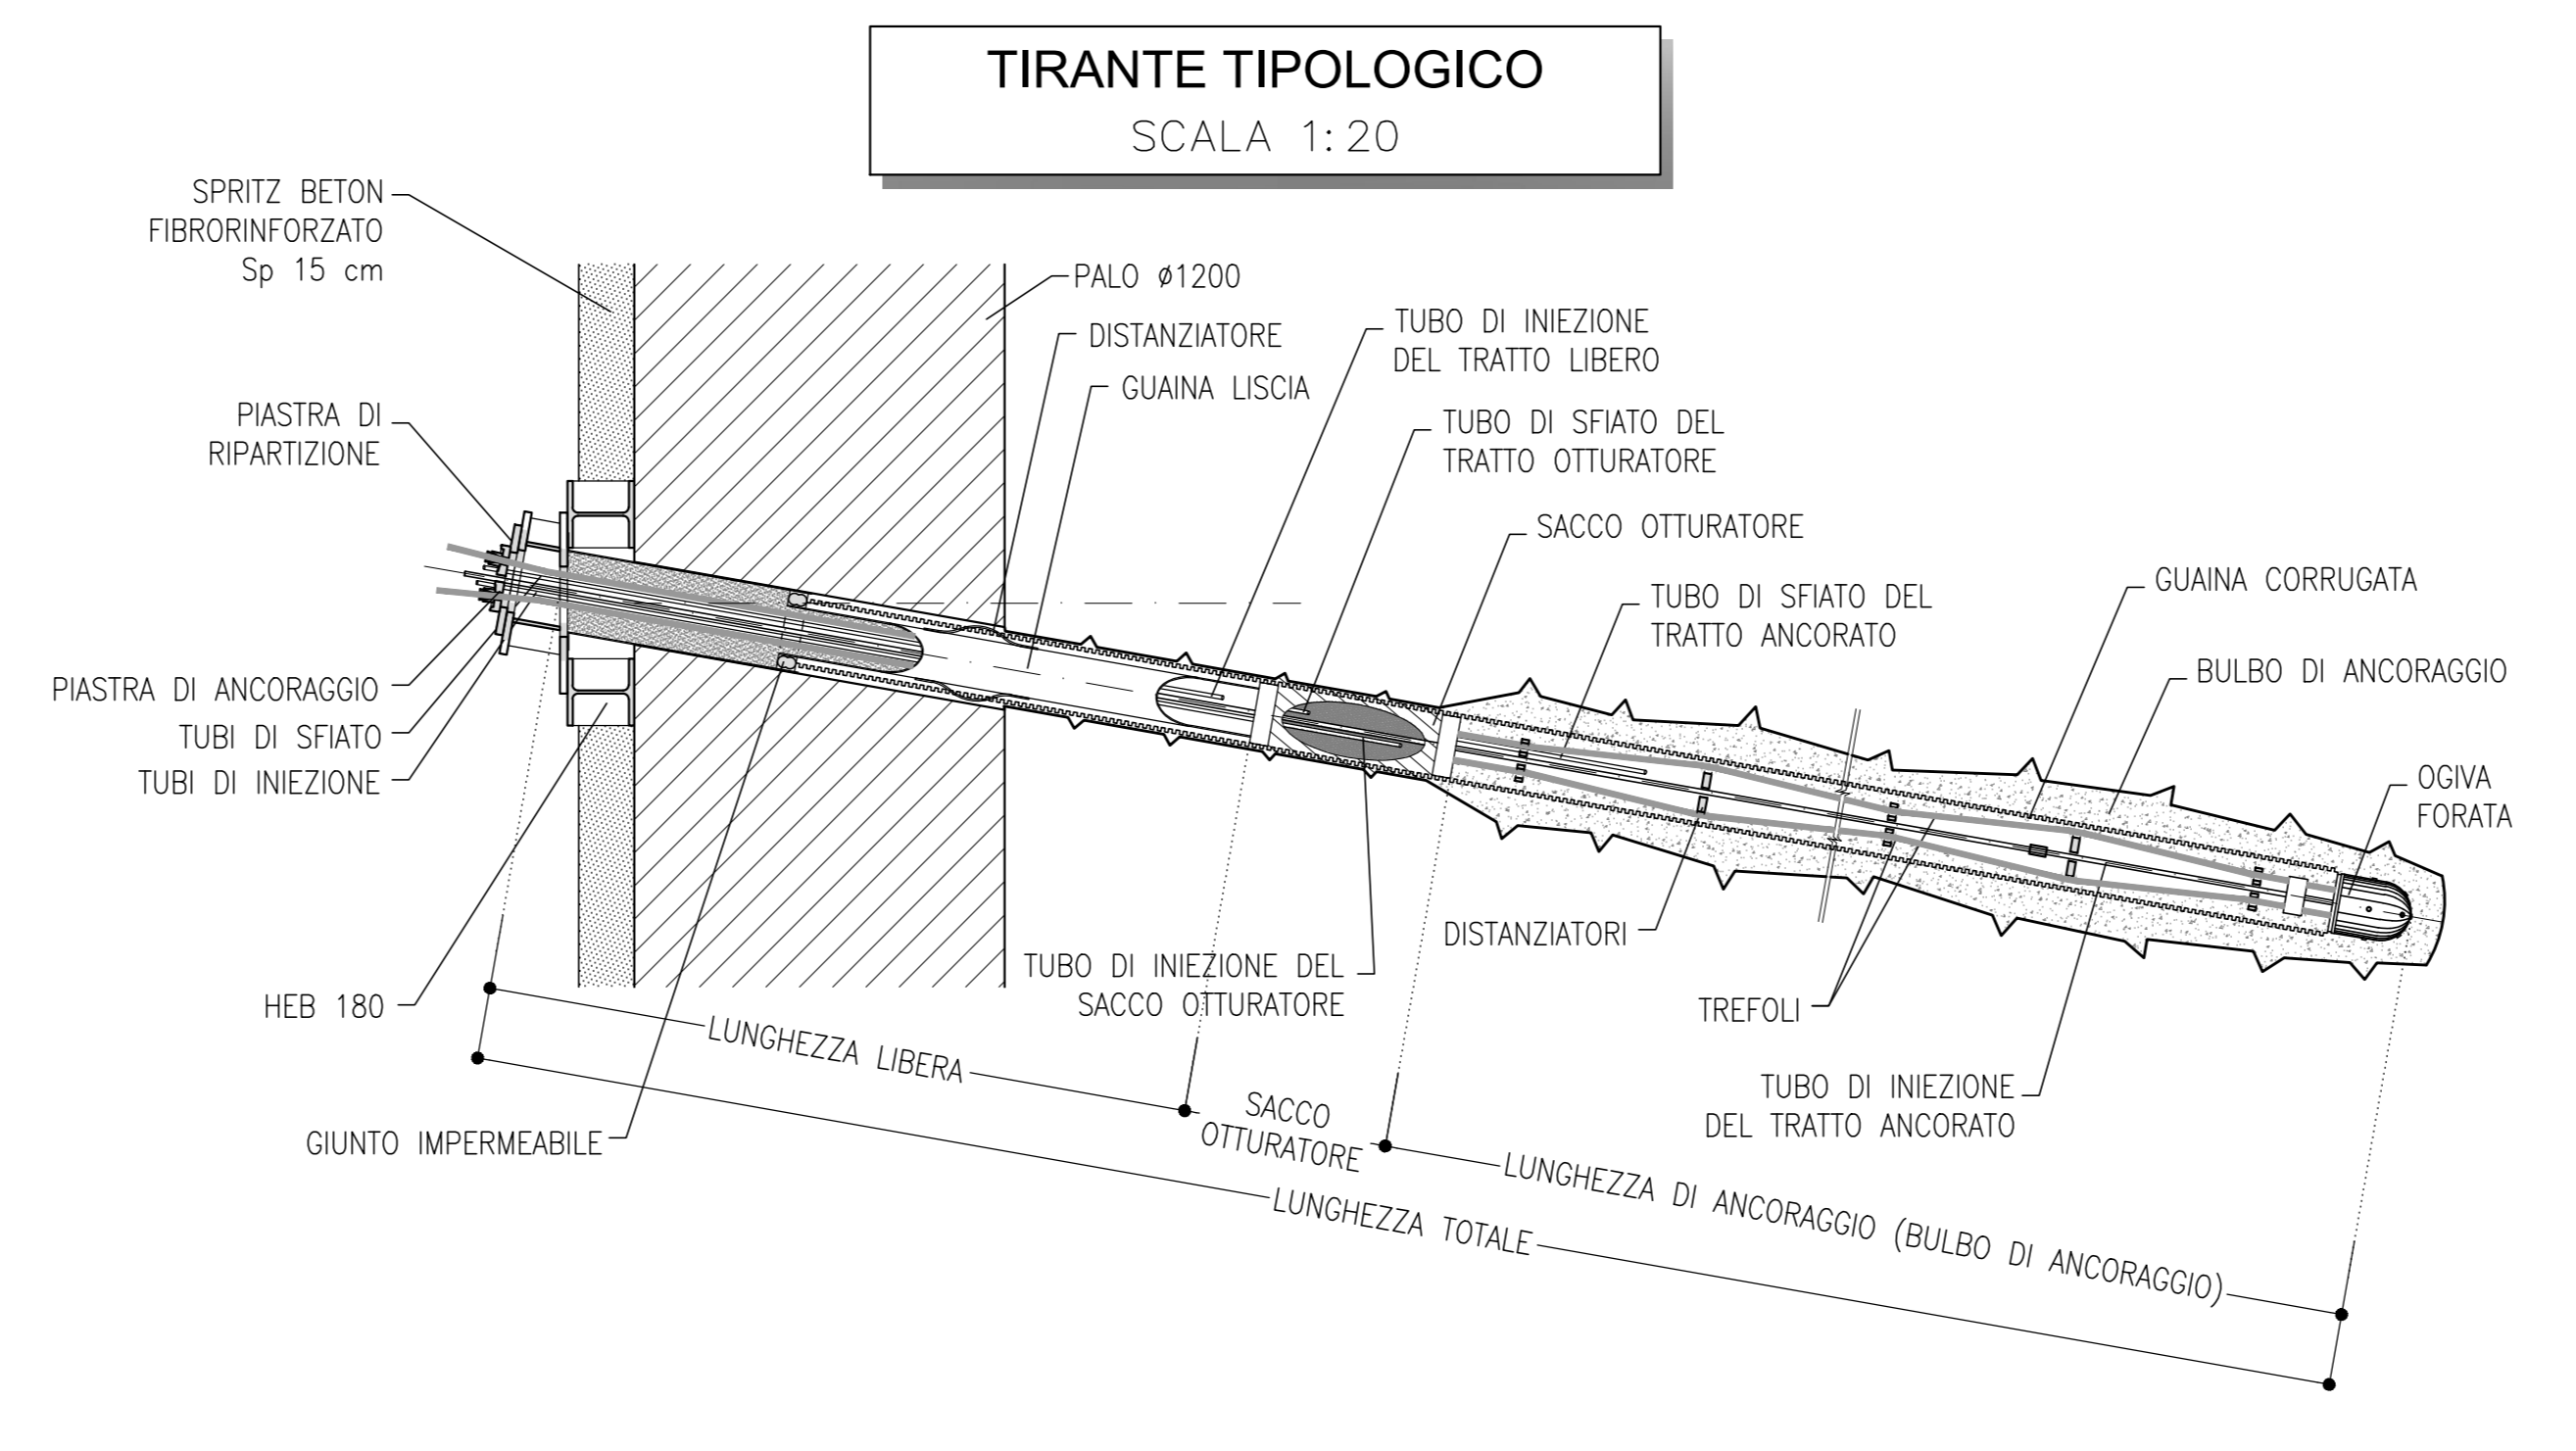 TIRANTE TIPOLOGICO
SCALA 1:20
SPRITZ BETON
FIBRORINFORZATO
Sp 15 cm
PALO ø1200
DISTANZIATORE
GUAINA LISCIA
TUBO DI INIEZIONE
DEL TRATTO LIBERO
TUBO DI SFIATO DEL
TRATTO OTTURATORE
SACCO OTTURATORE
TUBO DI SFIATO DEL
TRATTO ANCORATO
GUAINA CORRUGATA
BULBO DI ANCORAGGIO
OGIVA
FORATA
PIASTRA DI
RIPARTIZIONE
PIASTRA DI ANCORAGGIO
TUBI DI SFIATO
TUBI DI INIEZIONE
HEB 180
GIUNTO IMPERMEABILE
TUBO DI INIEZIONE DEL
SACCO OTTURATORE
DISTANZIATORI
TREFOLI
TUBO DI INIEZIONE
DEL TRATTO ANCORATO
LUNGHEZZA LIBERA
SACCO
OTTURATORE
LUNGHEZZA DI ANCORAGGIO (BULBO DI ANCORAGGIO)
LUNGHEZZA TOTALE